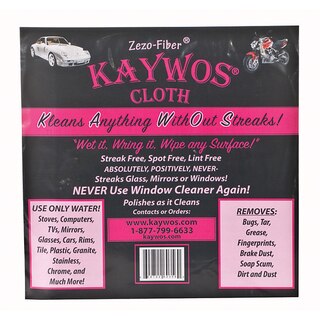 Zezo-Fiber®
KAYWOS®
CLOTH
Kleans Anything WithOut Streaks!
"Wet it, Wring it, Wipe any Surface!"
Streak Free, Spot Free, Lint Free
ABSOLUTELY, POSITIVELY, NEVER-
Streaks Glass, Mirrors or Windows!
NEVER Use Window Cleaner Again!
Polishes as it Cleans
Contacts or Orders:
www.kaywos.com
1-877-799-6633
kaywos.com
USE ONLY WATER!
Stoves, Computers,
TVs, Mirrors,
Glasses, Cars, Rims,
Tile, Plastic, Granite,
Stainless,
Chrome, and
Much More!
REMOVES:
Bugs, Tar,
Grease,
Fingerprints,
Brake Dust,
Soap Scum,
Dirt and Dust